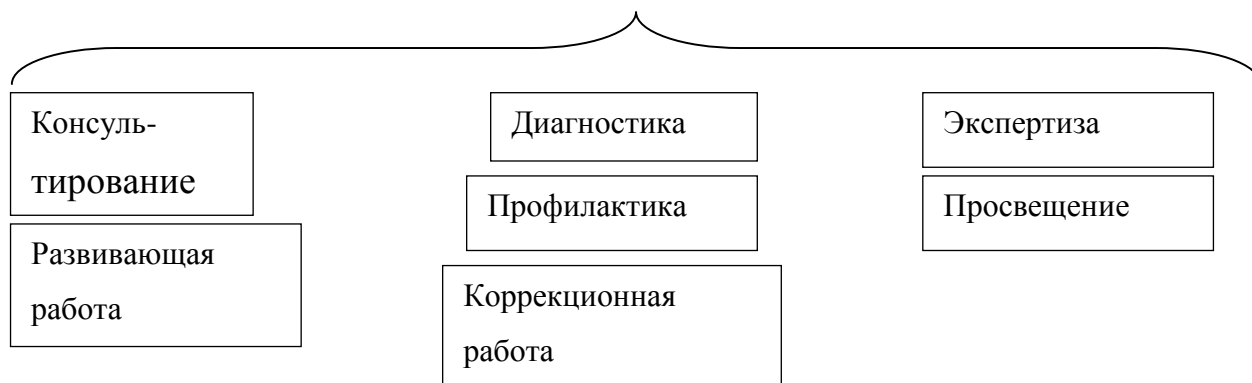 Консуль-
тирование
Развивающая
работа
Диагностика
Профилактика
Коррекционная
работа
Экспертиза
Просвещение